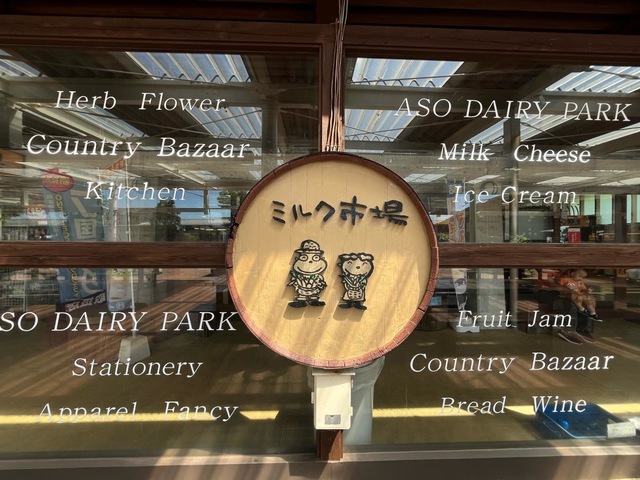 Herb Flower
Country Bazaar
Kitchen
ASO DAIRY PARK
Milk Cheese
Ice Cream
ミルク市場
SO DAIRY PARK
Stationery
Apparel Fancy
Fruit Jam
Country Bazaar
Bread Wine